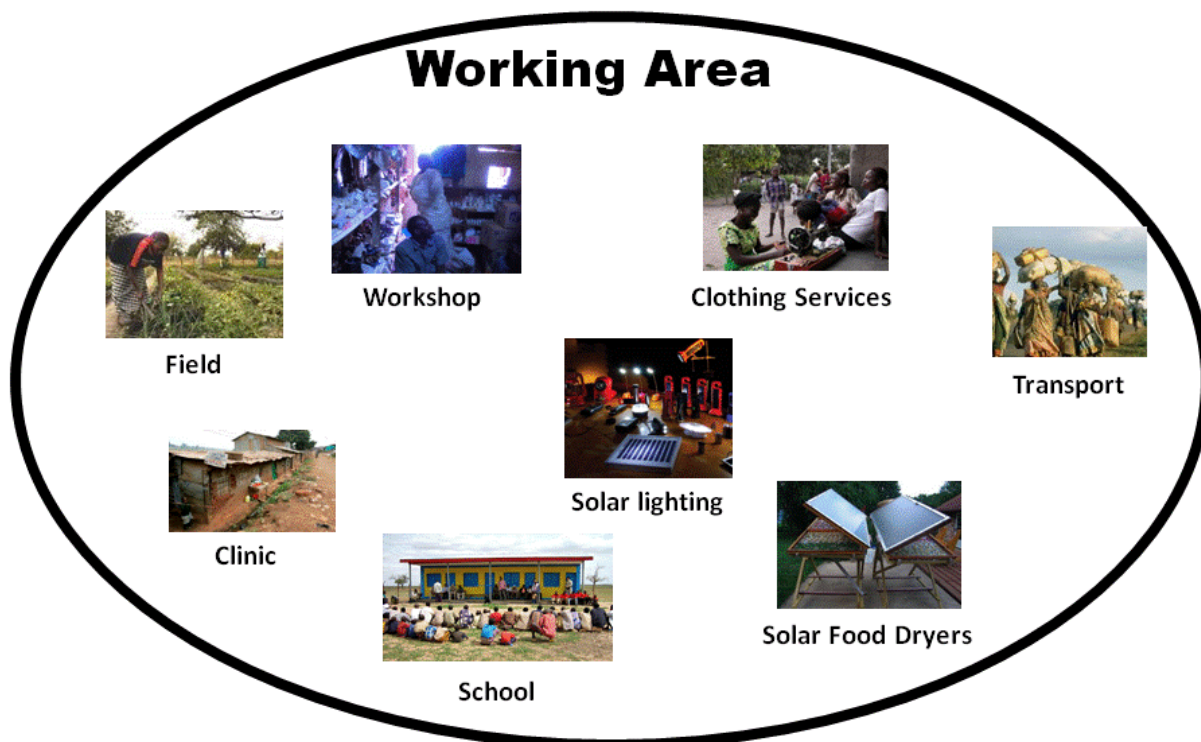 Working Area
Workshop
Clothing Services
Field
Transport
Solar lighting
Clinic
Solar Food Dryers
School